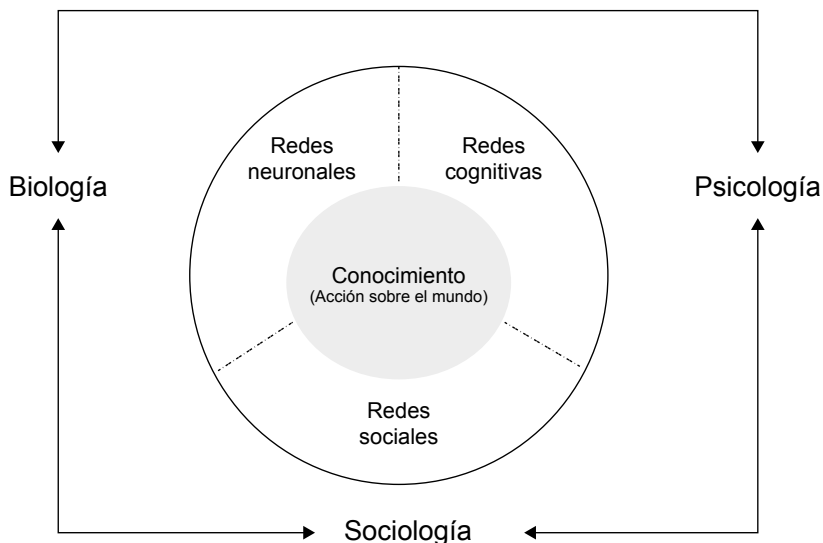 Redes
neuronales
Redes
cognitivas
Biología
Psicología
Conocimiento
(Acción sobre el mundo)
Redes
sociales
Sociología